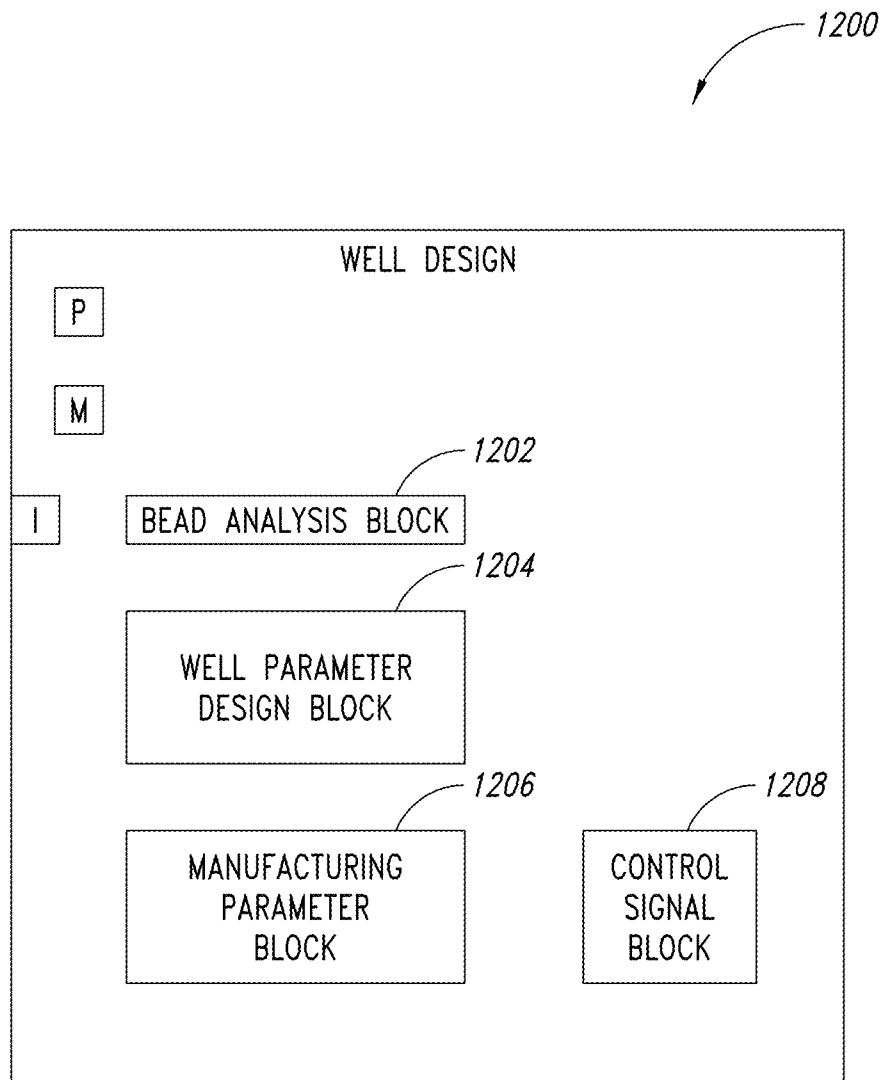 1200
WELL DESIGN
P
M
1202
I
BEAD ANALYSIS BLOCK
1204
WELL PARAMETER
DESIGN BLOCK
1206
MANUFACTURING
PARAMETER
BLOCK
1208
CONTROL
SIGNAL
BLOCK